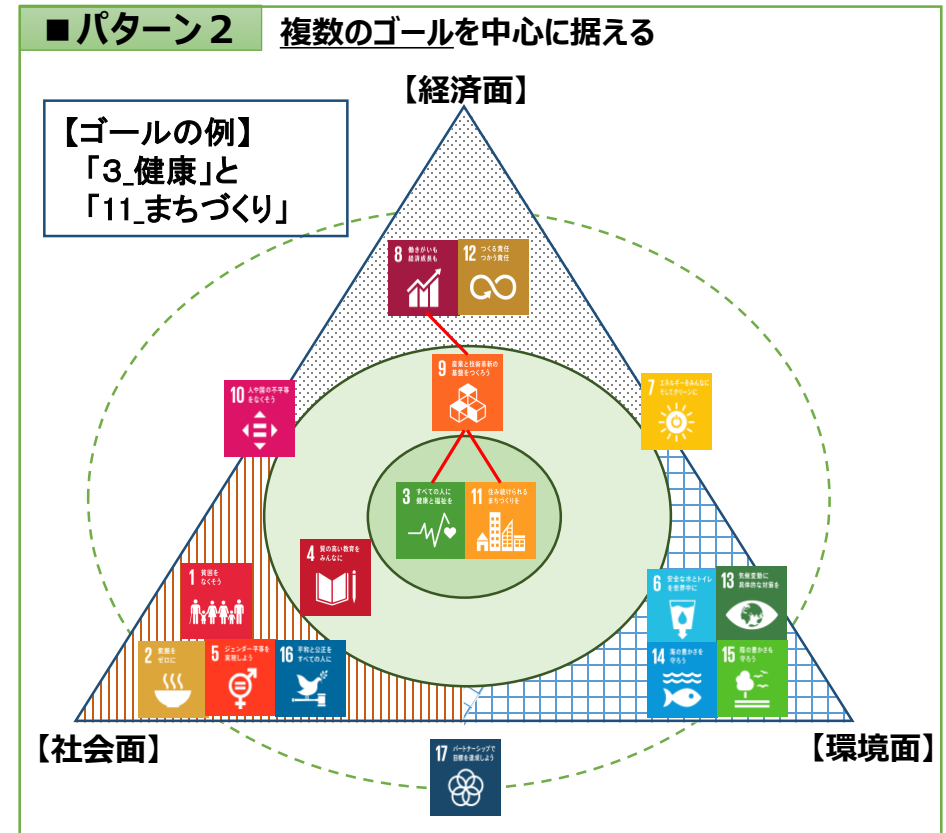 ■パターン２
複数のゴールを中心に据える
【経済面】
【ゴールの例】
「３_健康」と
「11_まちづくり」
8 働きがいも
経済成長も
12 つくる責任
つかう責任
9 産業と技術革新の
基盤をつくろう
10 人や国の不平等
をなくそう
7 エネルギーをみんなに
そしてクリーンに
3 すべての人に
健康と福祉を
11 住み続けられる
まちづくりを
4 質の高い教育を
みんなに
1 貧困を
なくそう
6 安全な水とトイレ
を世界中に
13 気候変動に
具体的な対策を
2 飢餓を
ゼロに
5 ジェンダー平等を
実現しよう
16 平和と公正を
すべての人に
14 海の豊かさを
守ろう
15 陸の豊かさも
守ろう
【社会面】
【環境面】
17 パートナーシップで
目標を達成しよう